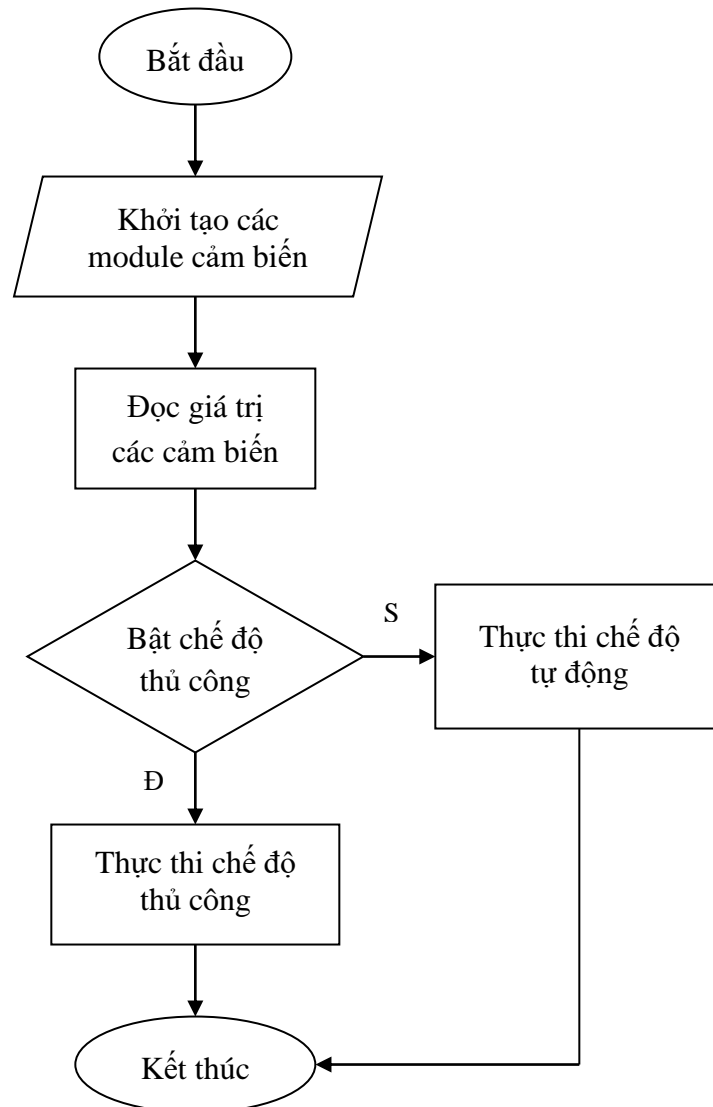 Bắt đầu
Khởi tạo các
module cảm biến
Đọc giá trị
các cảm biến
Bật chế độ
thủ công
S
Thực thi chế độ
tự động
Đ
Thực thi chế độ
thủ công
Kết thúc